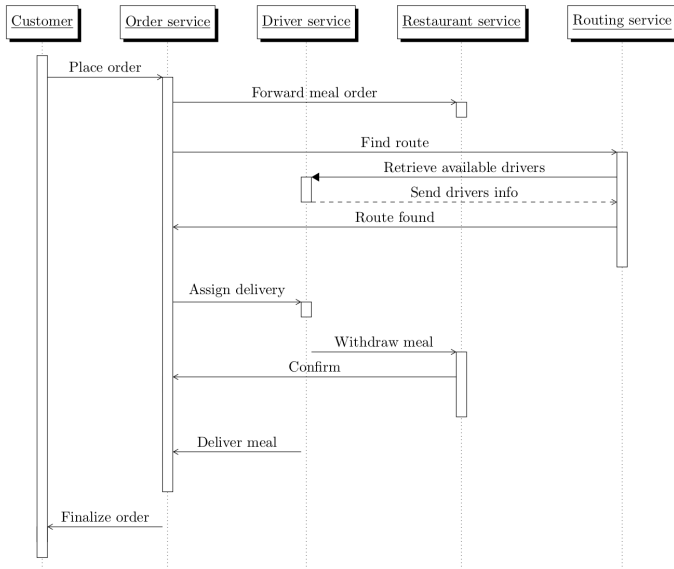 Customer
Order service
Driver service
Restaurant service
Routing service
Place order
Forward meal order
Find route
Retrieve available drivers
Send drivers info
Route found
Assign delivery
Withdraw meal
Confirm
Deliver meal
Finalize order